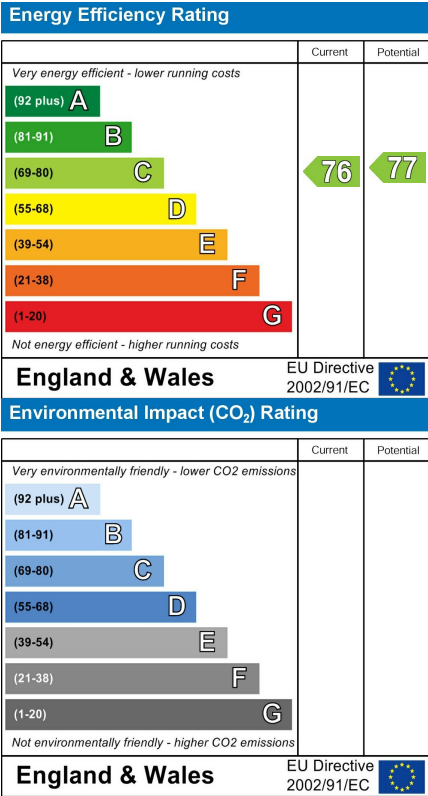 Energy Efficiency Rating
Current Potential
Very energy efficient - lower running costs
(92 plus) A
(81-91) B
(69-80) C 76 77
(55-68) D
(39-54) E
(21-38) F
(1-20) G
Not energy efficient - higher running costs
England & Wales EU Directive 2002/91/EC
Environmental Impact (CO₂) Rating
Current Potential
Very environmentally friendly - lower CO2 emissions
(92 plus) A
(81-91) B
(69-80) C
(55-68) D
(39-54) E
(21-38) F
(1-20) G
Not environmentally friendly - higher CO2 emissions
England & Wales EU Directive 2002/91/EC